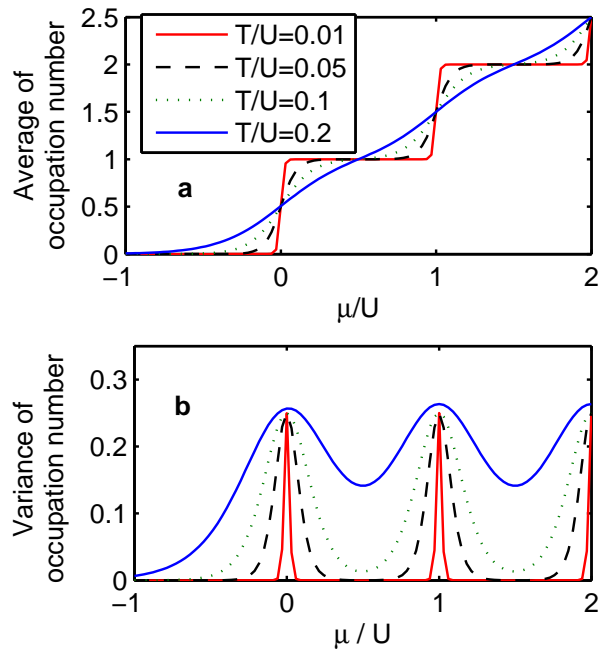 2.5
2
1.5
1
0.5
0
Average of
occupation number
T/U=0.01
T/U=0.05
T/U=0.1
T/U=0.2
a
-1
0
1
2
μ/U
0.3
0.2
0.1
0
Variance of
occupation number
b
-1
0
1
2
μ / U